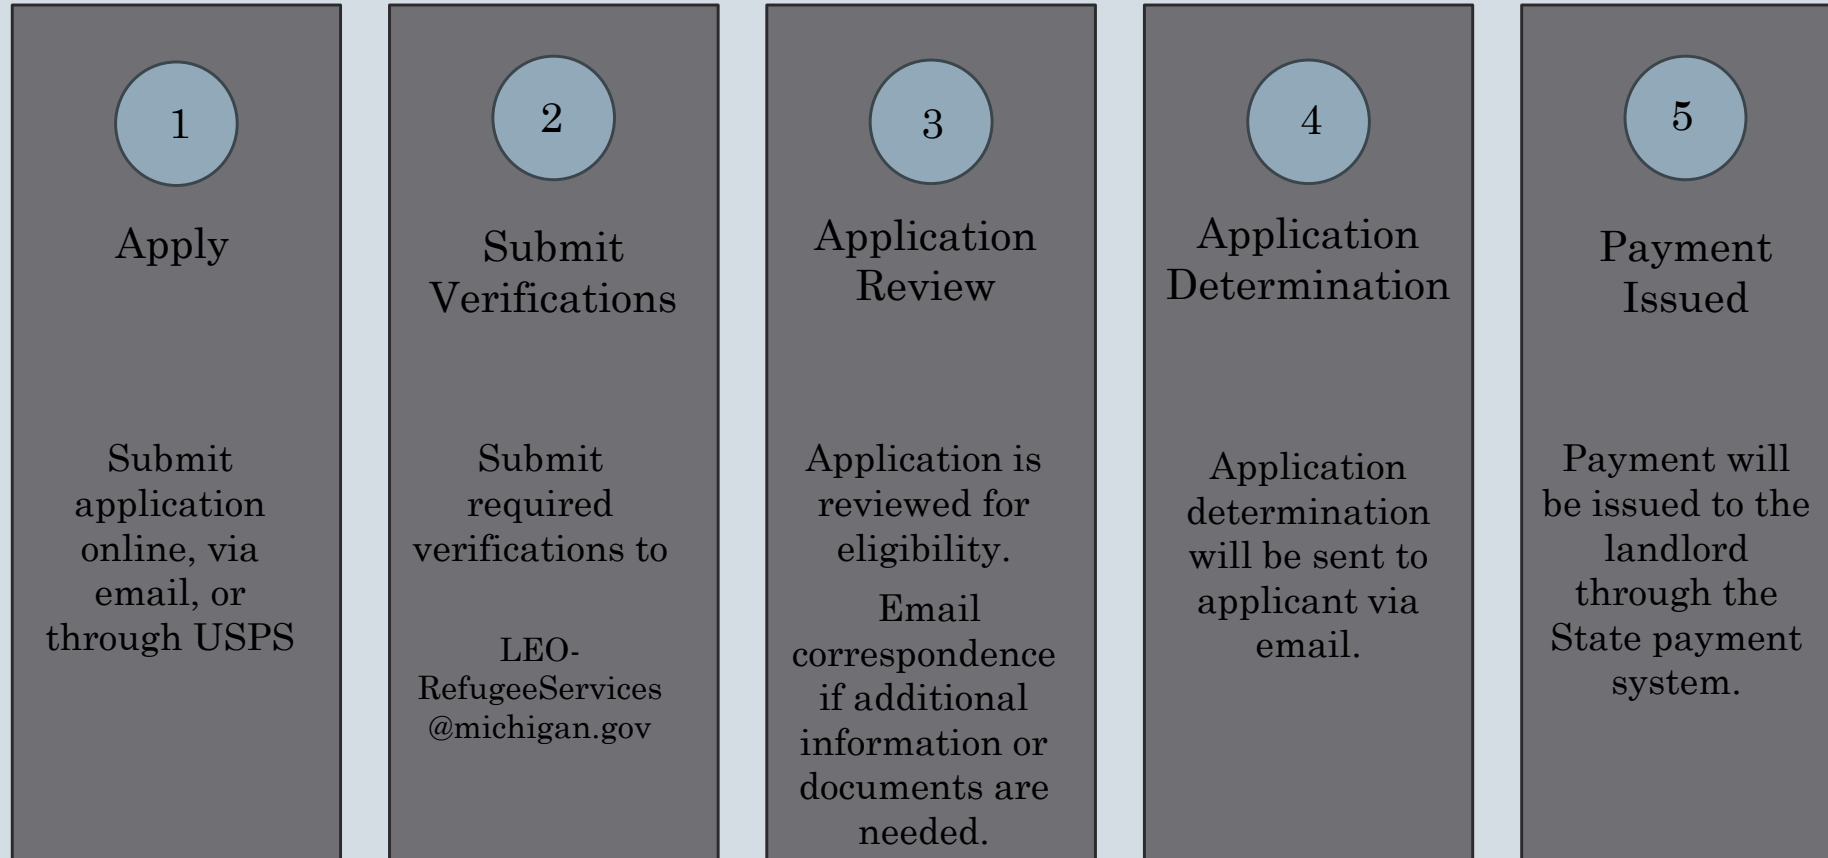 1
Apply
Submit
application
online, via
email, or
through USPS
2
Submit
Verifications
Submit
required
verifications to
LEO-
RefugeeServices
@michigan.gov
3
Application
Review
Application is
reviewed for
eligibility.
Email
correspondence
if additional
information or
documents are
needed.
4
Application
Determination
Application
determination
will be sent to
applicant via
email.
5
Payment
Issued
Payment will
be issued to the
landlord
through the
State payment
system.